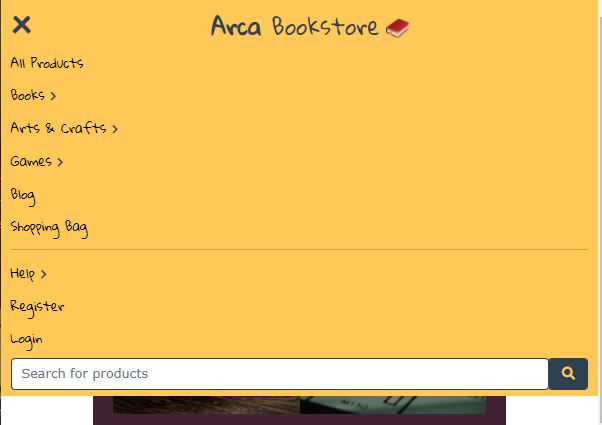 Arca Bookstore
All Products
Books
Arts & Crafts
Games
Blog
Shopping Bag
Help
Register
Login
Search for products